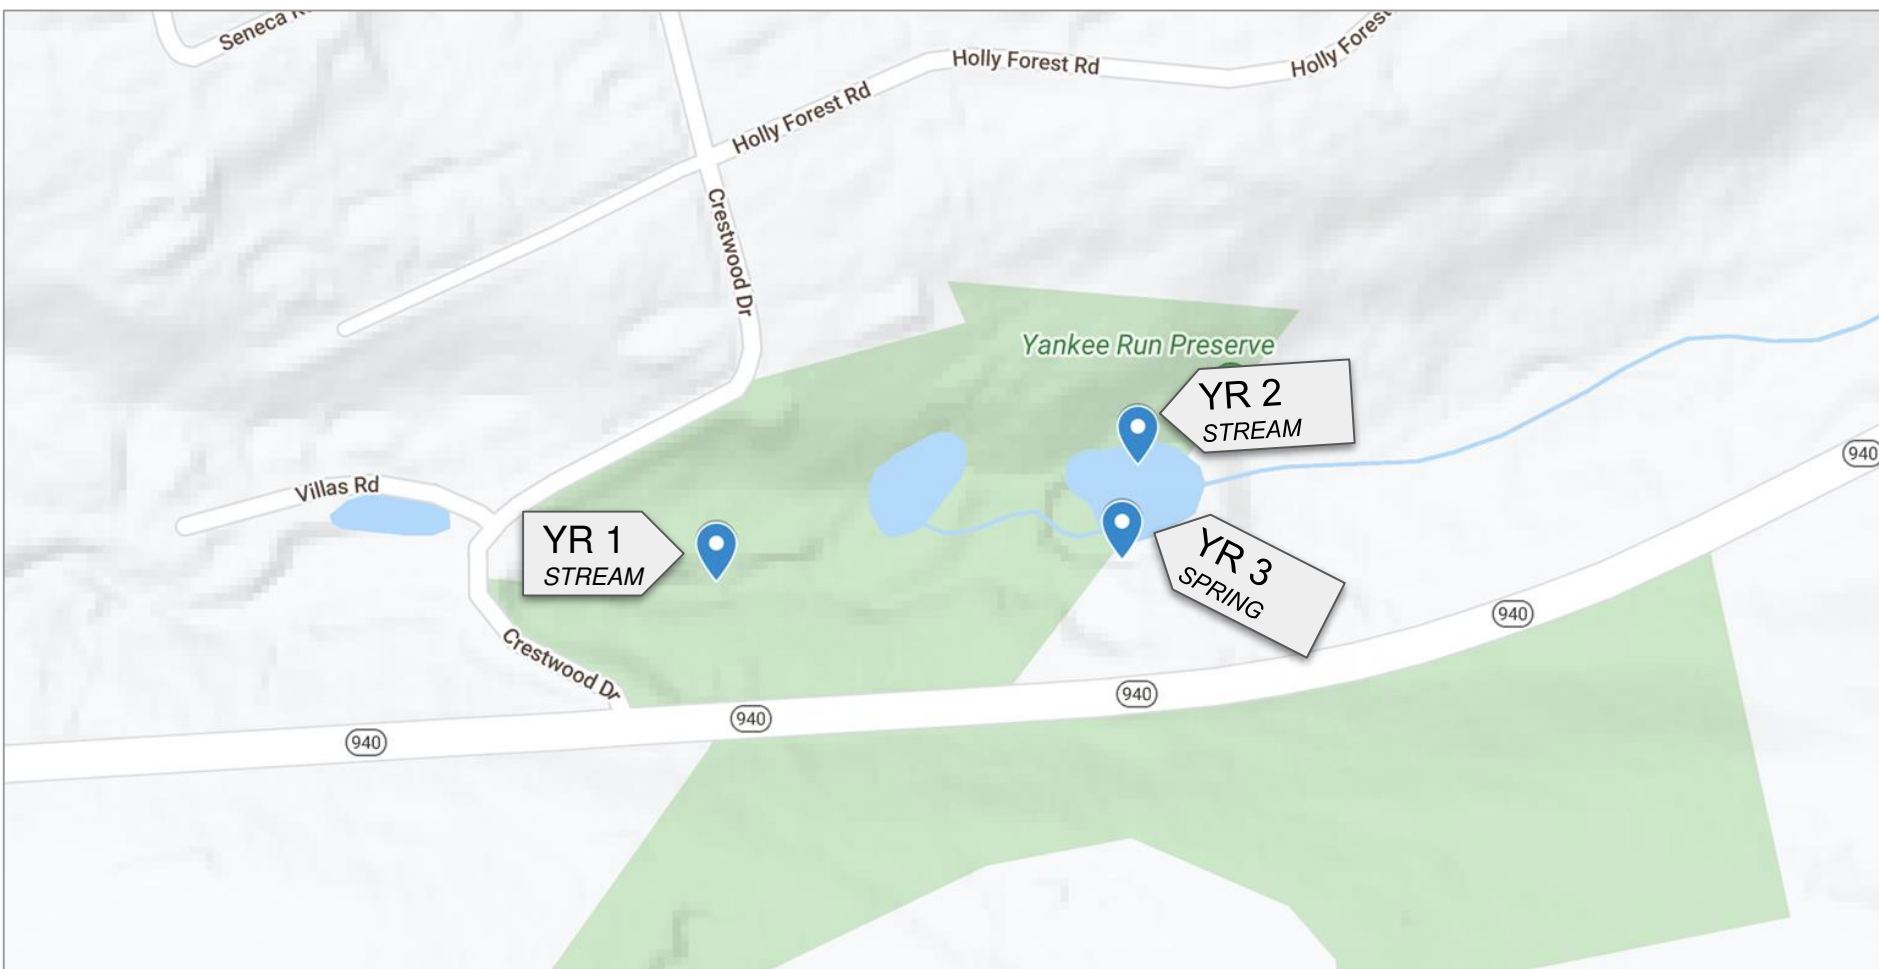 Seneca
Holly Forest Rd
Holly Forest
Holly Forest Rd
Crestwood Dr
Yankee Run Preserve
YR 2
STREAM
940
Villas Rd
YR 1
STREAM
YR 3
SPRING
940
Crestwood Dr
940
940
940